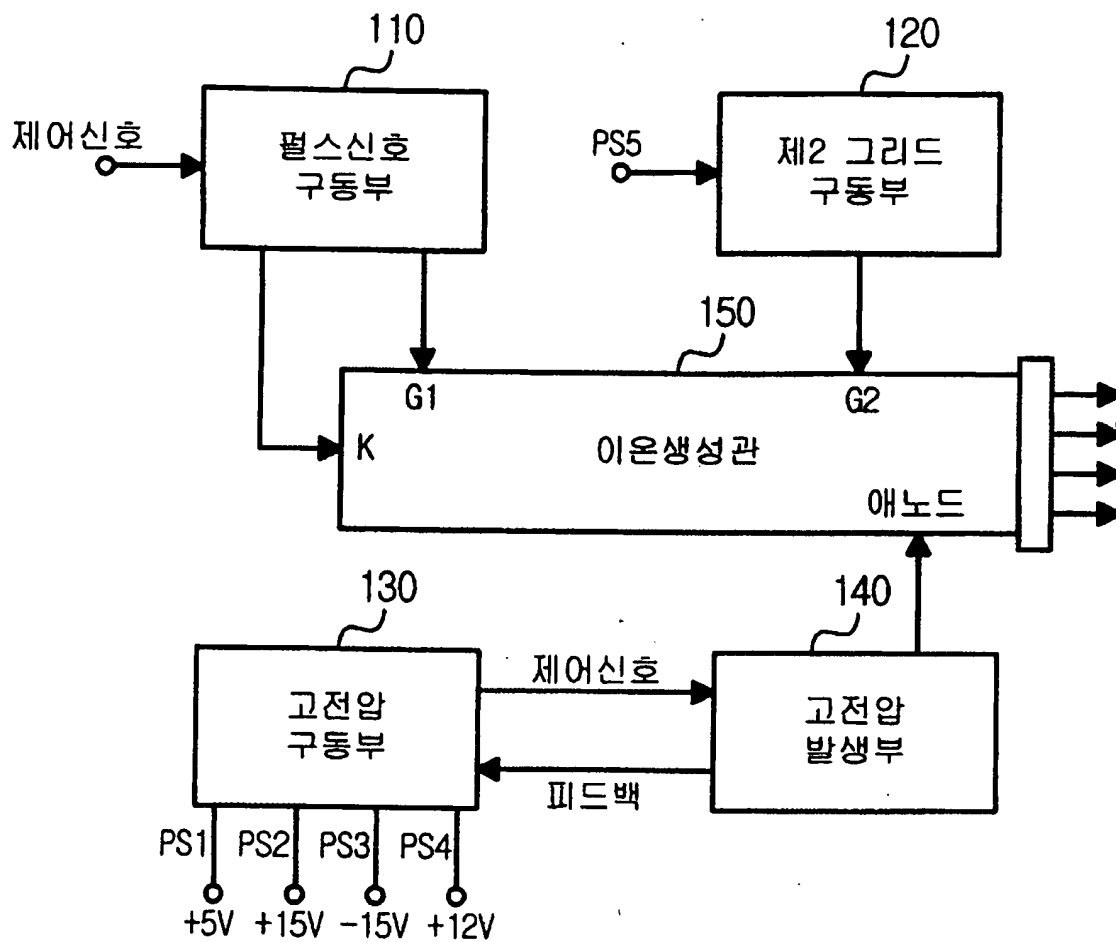 110
120
제어신호
펄스신호
구동부
PS5
제2 그리드
구동부
150
G1
G2
K
이온생성관
애노드
130
140
고전압
구동부
제어신호
피드백
고전압
발생부
PS1
PS2
PS3
PS4
+5V
+15V
-15V
+12V